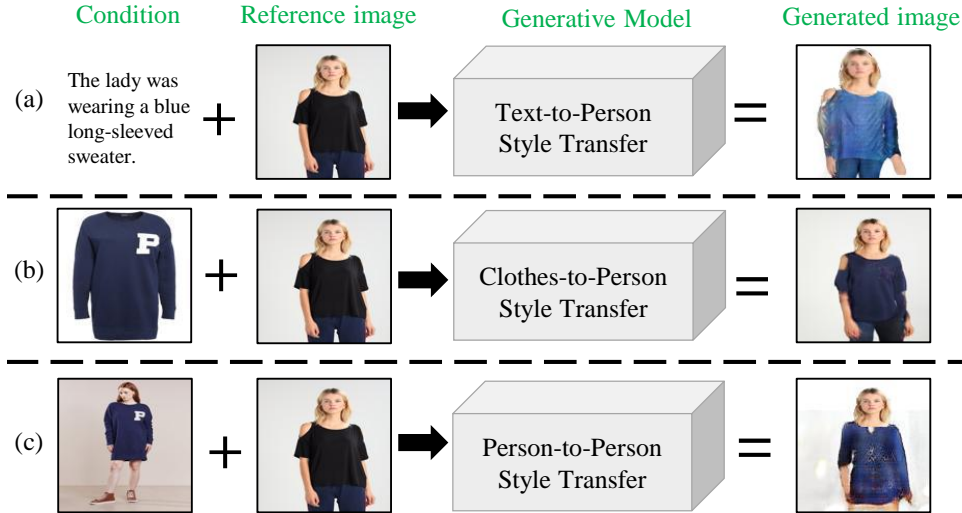 Condition
Reference image
Generative Model
Generated image
(a)
The lady was
wearing a blue
long-sleeved
sweater.
+
Text-to-Person
Style Transfer
=
(b)
P
+
Clothes-to-Person
Style Transfer
=
(c)
P
+
Person-to-Person
Style Transfer
=